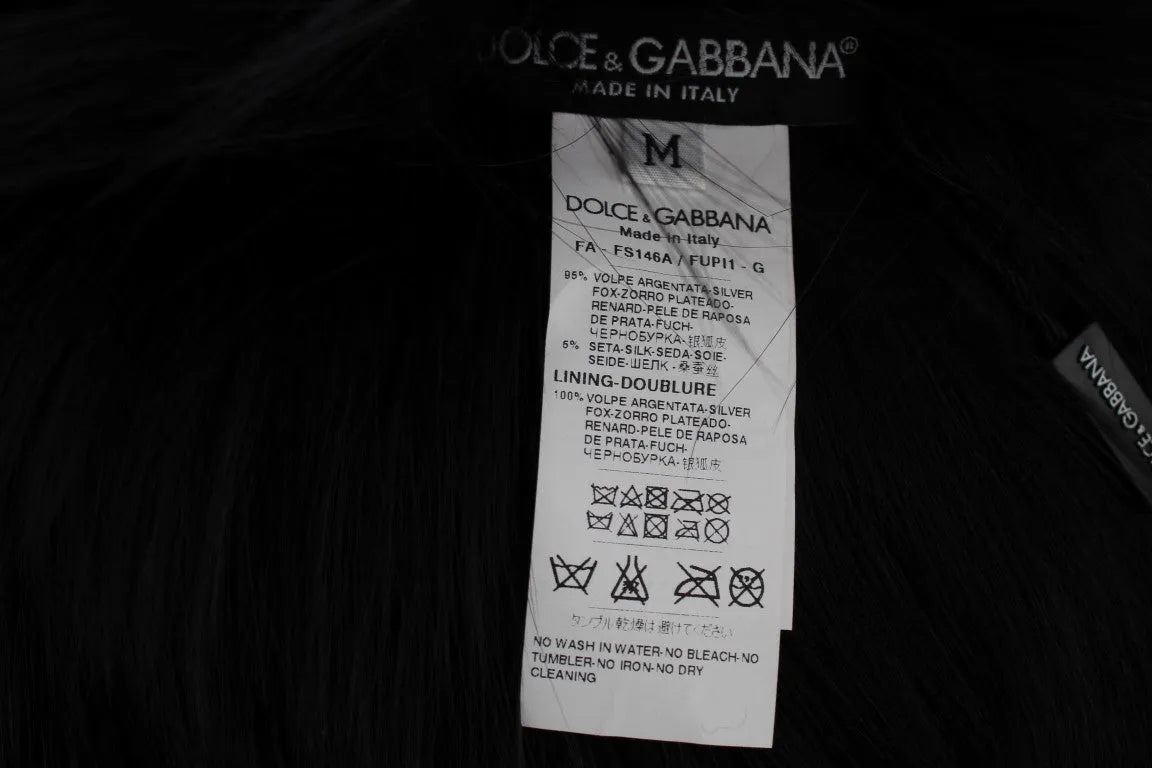 DOLCE & GABBANA®
MADE IN ITALY
M
DOLCE & GABBANA
Made in Italy
FA - FS146A / FUPI1 - G
95% VOLPE ARGENTATA-SILVER
FOX-ZORRO PLATEADO-
RENARD-PELE DE RAPOSA
DE PRATA-FUCH-
ЧЕРНОБУРКА-银狐皮
5% SETA-SILK-SEDA-SOIE-
SEIDE-ШЕЛК - 桑蚕丝
LINING-DOUBLURE
100% VOLPE ARGENTATA-SILVER
FOX-ZORRO PLATEADO-
RENARD-PELE DE RAPOSA
DE PRATA-FUCH-
ЧЕРНОБУРКА-银狐皮
タンブル乾燥は避けてください
NO WASH IN WATER-NO BLEACH-NO
TUMBLER-NO IRON-NO DRY
CLEANING
CE & GABBANA